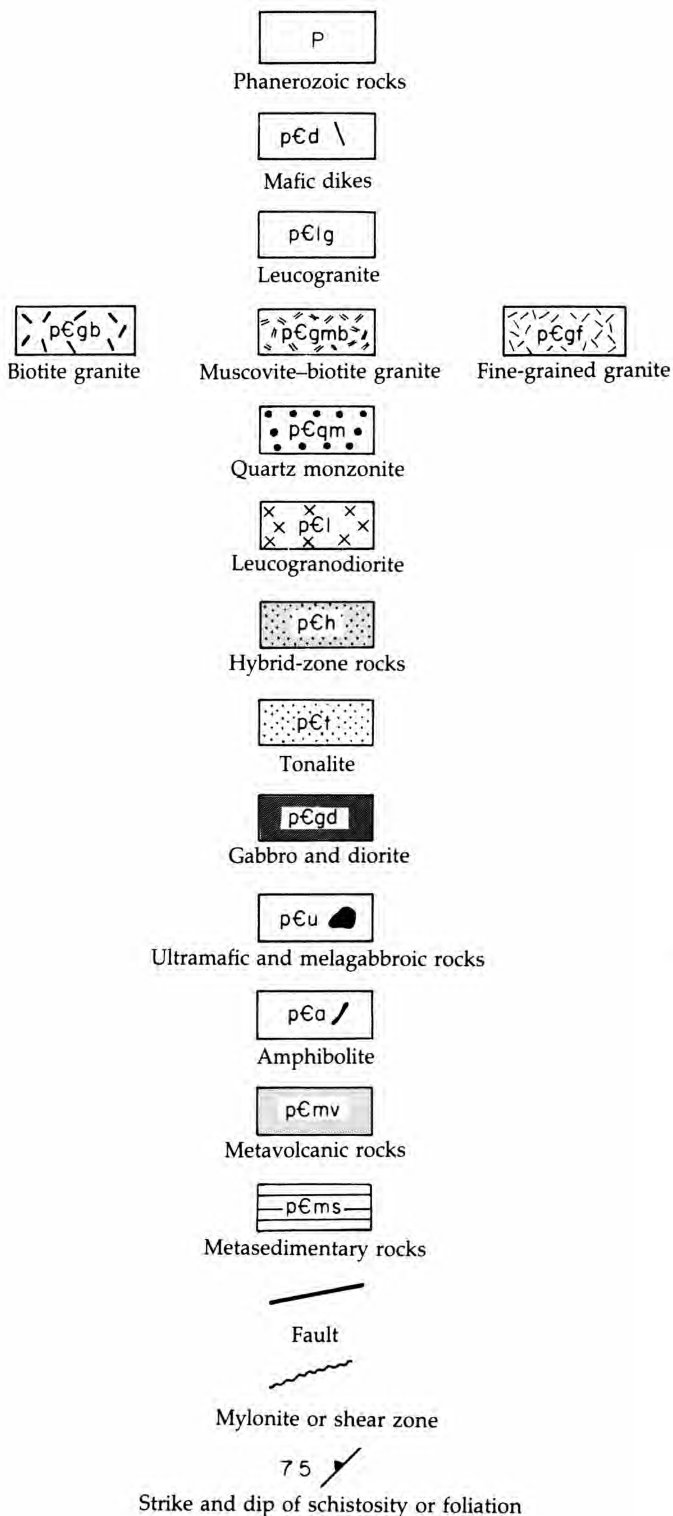 P
Phanerozoic rocks
p€d
Mafic dikes
p€lg
Leucogranite
p€gb
p€gmb
p€gf
Biotite granite
Muscovite–biotite granite
Fine-grained granite
p€qm
Quartz monzonite
p€l
Leucogranodiorite
p€h
Hybrid-zone rocks
p€t
Tonalite
p€gd
Gabbro and diorite
p€u
Ultramafic and melagabbroic rocks
p€a
Amphibolite
p€mv
Metavolcanic rocks
p€ms
Metasedimentary rocks
Fault
Mylonite or shear zone
75
Strike and dip of schistosity or foliation